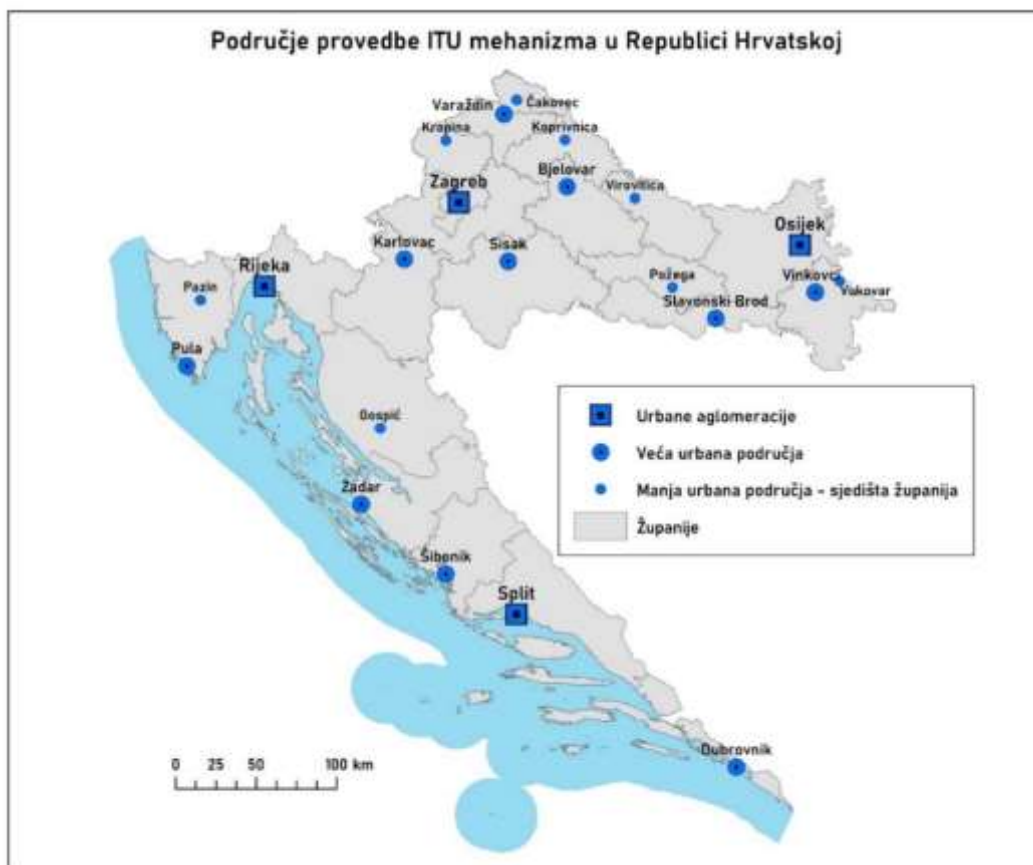 Područje provedbe ITU mehanizma u Republici Hrvatskoj
Čakovec
Varaždin
Krapina
Koprivnica
Bjelovar
Zagreb
Virovitica
Osijek
Karlovac
Sisak
Rijeka
Požega
Vinkovci
Vukovar
Pazin
Slavonski Brod
Pula
Gospić
Zadar
Šibenik
Split
Dubrovnik
Urbane aglomeracije
Veća urbana područja
Manja urbana područja - sjedišta županija
Županije
0 25 50 100 km